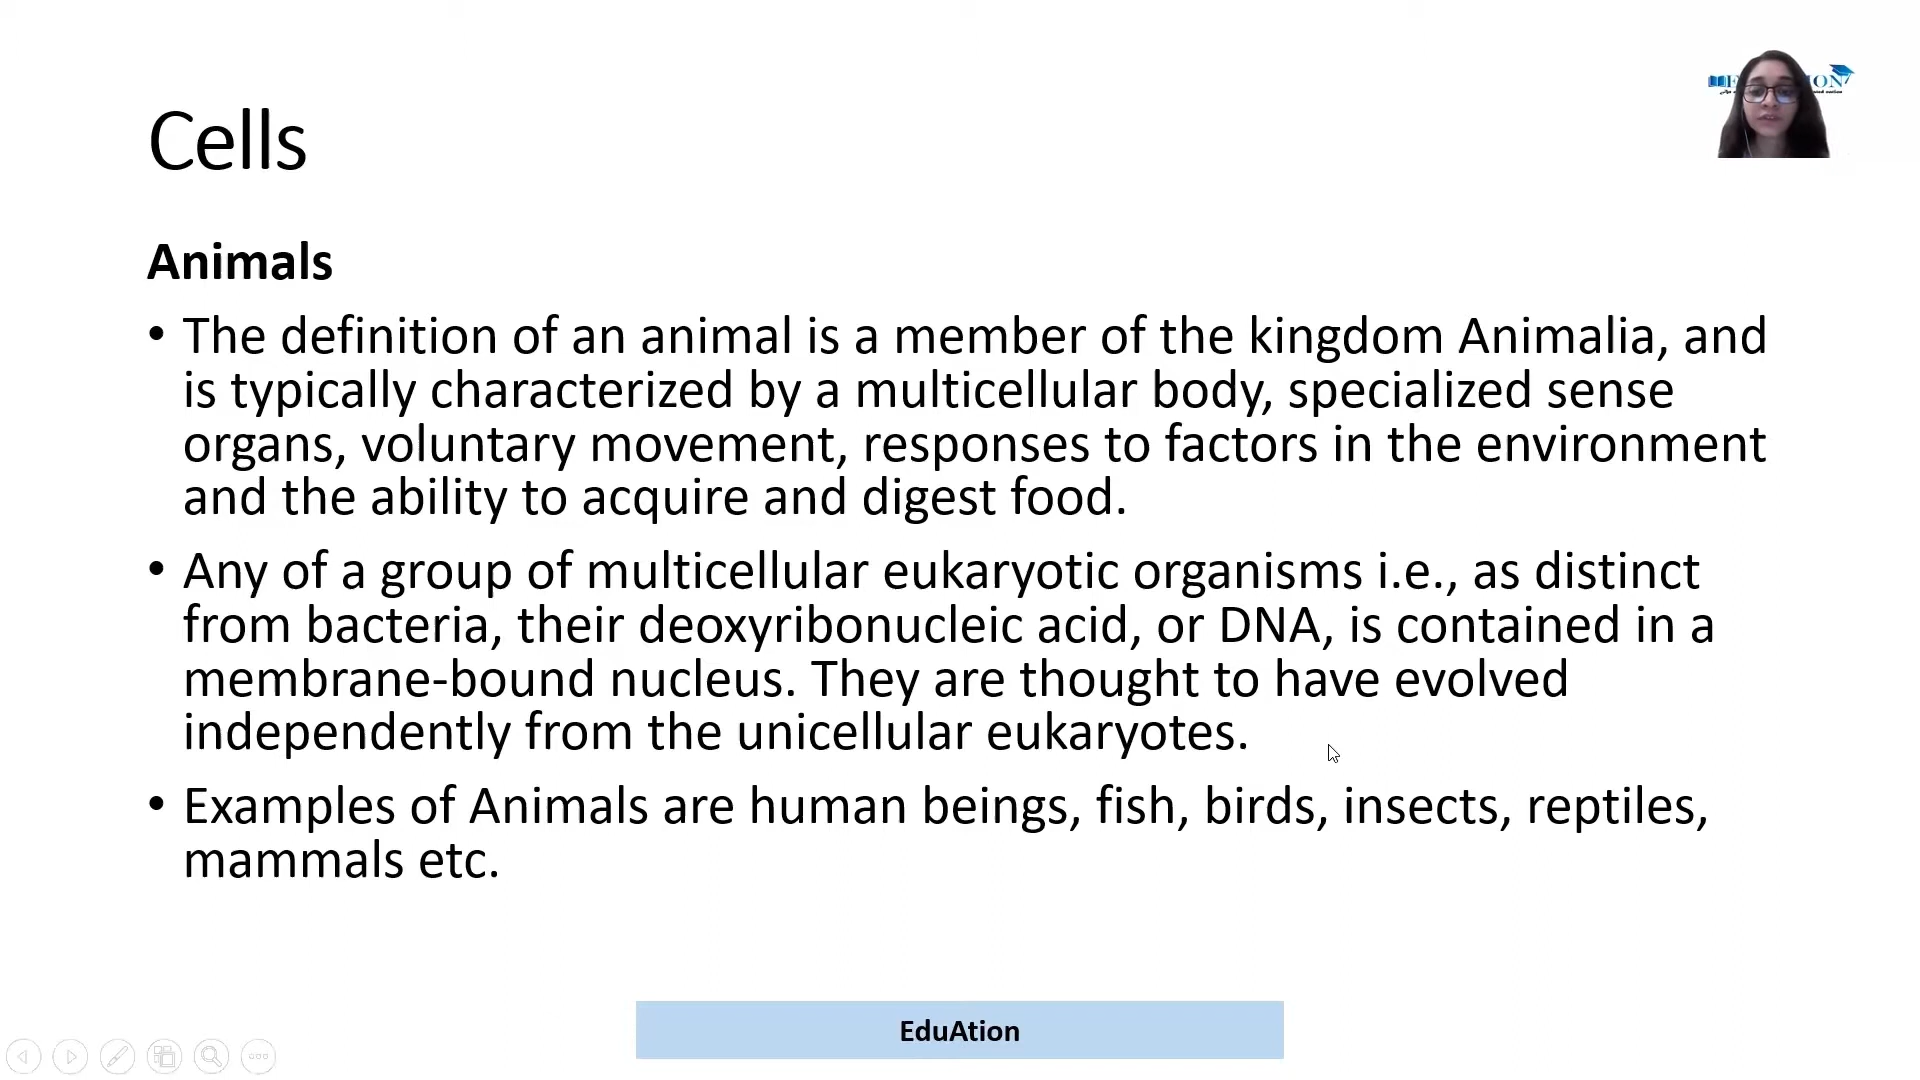 Cells
Animals
• The definition of an animal is a member of the kingdom Animalia, and
is typically characterized by a multicellular body, specialized sense
organs, voluntary movement, responses to factors in the environment
and the ability to acquire and digest food.
• Any of a group of multicellular eukaryotic organisms i.e., as distinct
from bacteria, their deoxyribonucleic acid, or DNA, is contained in a
membrane-bound nucleus. They are thought to have evolved
independently from the unicellular eukaryotes.
• Examples of Animals are human beings, fish, birds, insects, reptiles,
mammals etc.
EduAtion